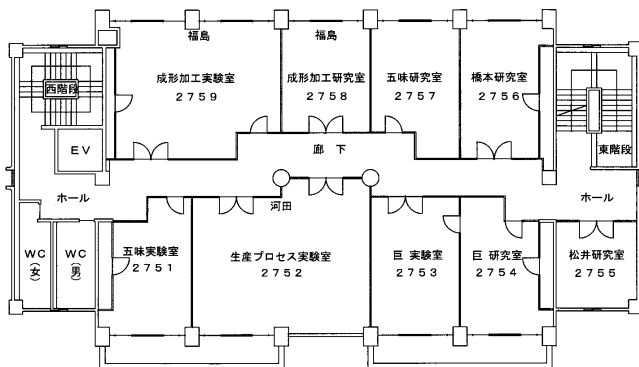 福島
福島
成形加工実験室
2759
成形加工研究室
2758
五味研究室
2757
橋本研究室
2756
西階段
EV
東階段
廊 下
ホール
ホール
河田
WC
(女)
WC
(男)
五味実験室
2751
生産プロセス実験室
2752
巨 実験室
2753
巨 研究室
2754
松井研究室
2755